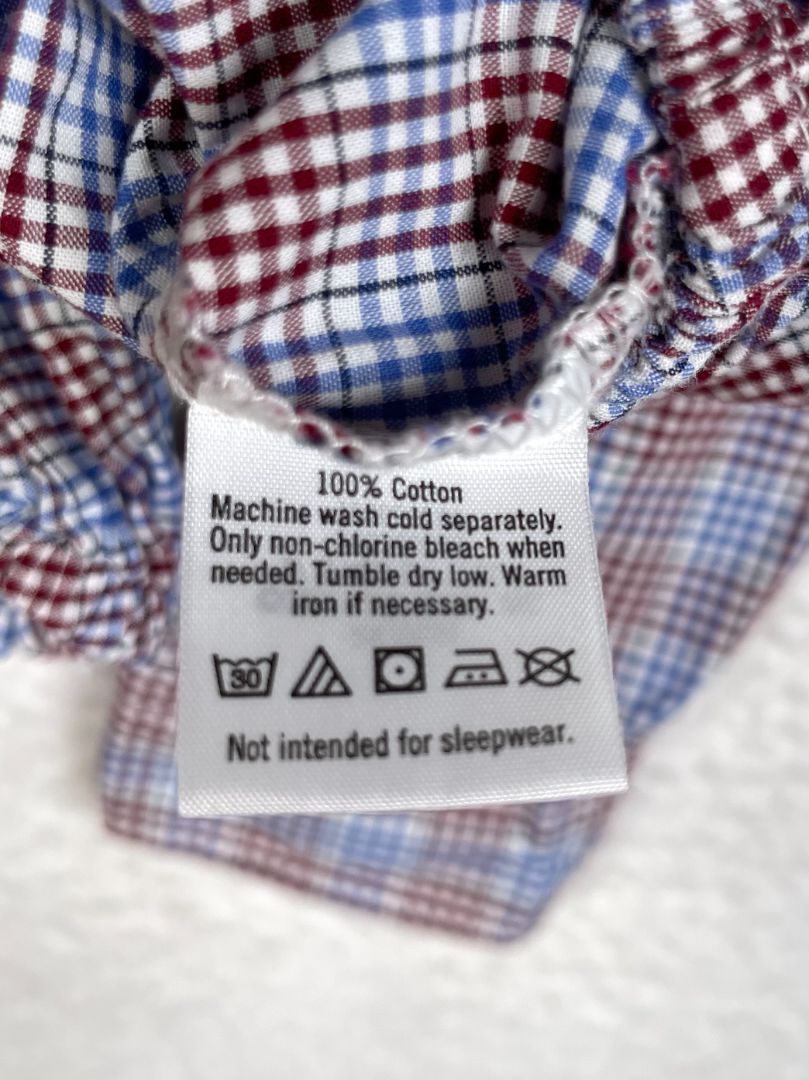 100% Cotton
Machine wash cold separately.
Only non-chlorine bleach when
needed. Tumble dry low. Warm
iron if necessary.
30
Not intended for sleepwear.